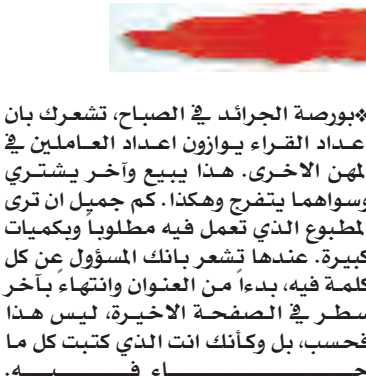 ❖بورصة الجرائد في الصباح، تشعرك بان
عداد القراء يوازون اعداد العاملين في
لمهن الاخرى. هذا يبيع وآخر يشتري
وسواهما يتفرج وهكذا. كم جميل ان ترى
لمطبوع الذي تعمل فيه مطلوباً وبكميات
كبيرة. عندها تشعر بانك المسؤول عن كل
كلمة فيه، بدءاً من العنوان وانتهاءً بآخر
سطر في الصفحة الاخيرة، ليس هذا
فحسب، بل وكأنك انت الذي كتبت كل ما
جاء فيه.